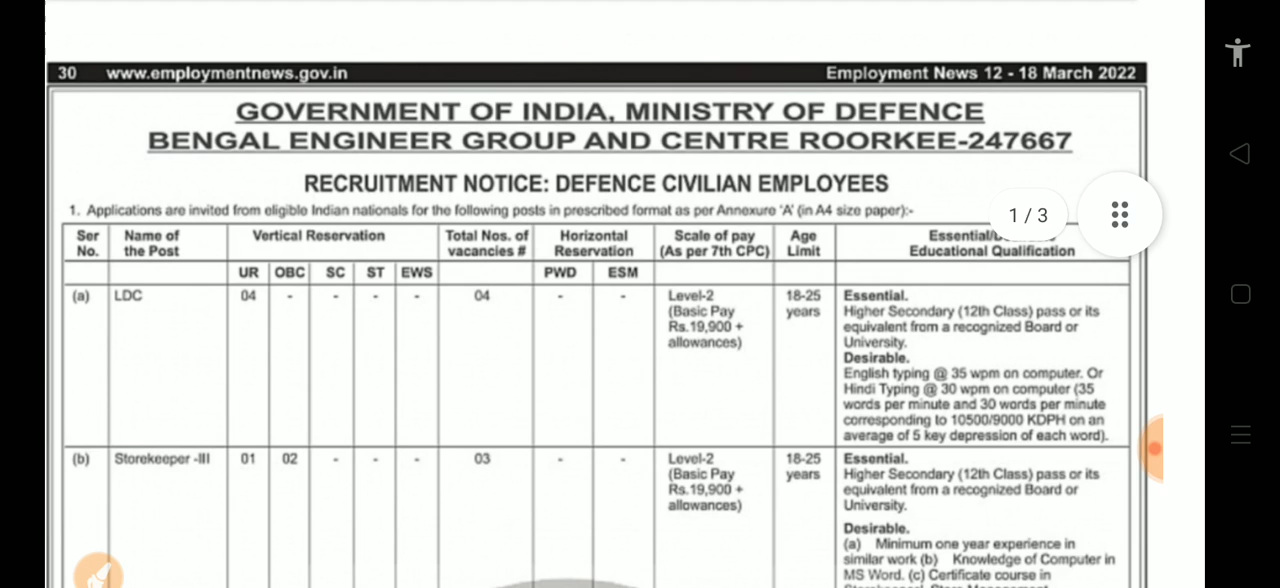 30 www.employmentnews.gov.in Employment News 12 - 18 March 2022
GOVERNMENT OF INDIA, MINISTRY OF DEFENCE
BENGAL ENGINEER GROUP AND CENTRE ROORKEE-247667
RECRUITMENT NOTICE: DEFENCE CIVILIAN EMPLOYEES
1. Applications are invited from eligible Indian nationals for the following posts in prescribed format as per Annexure 'A' (in A4 size paper):-
1 / 3
Ser No.
Name of the Post
Vertical Reservation
Total Nos. of vacancies #
Horizontal Reservation
Scale of pay (As per 7th CPC)
Age Limit
Educational Qualification
UR OBC SC ST EWS PWD ESM
(a) LDC 04 - - - - 04 - -
Level-2
(Basic Pay
Rs.19,900 +
allowances)
18-25
years
Essential.
Higher Secondary (12th Class) pass or its
equivalent from a recognized Board or
University.
Desirable.
English typing @ 35 wpm on computer. Or
Hindi Typing @ 30 wpm on computer (35
words per minute and 30 words per minute
corresponding to 10500/9000 KDPH on an
average of 5 key depression of each word).
(b) Storekeeper -III 01 02 - - - 03 - -
Level-2
(Basic Pay
Rs.19,900 +
allowances)
18-25
years
Essential.
Higher Secondary (12th Class) pass or its
equivalent from a recognized Board or
University.
Desirable.
(a) Minimum one year experience in
similar work (b) Knowledge of Computer in
MS Word. (c) Certificate course in